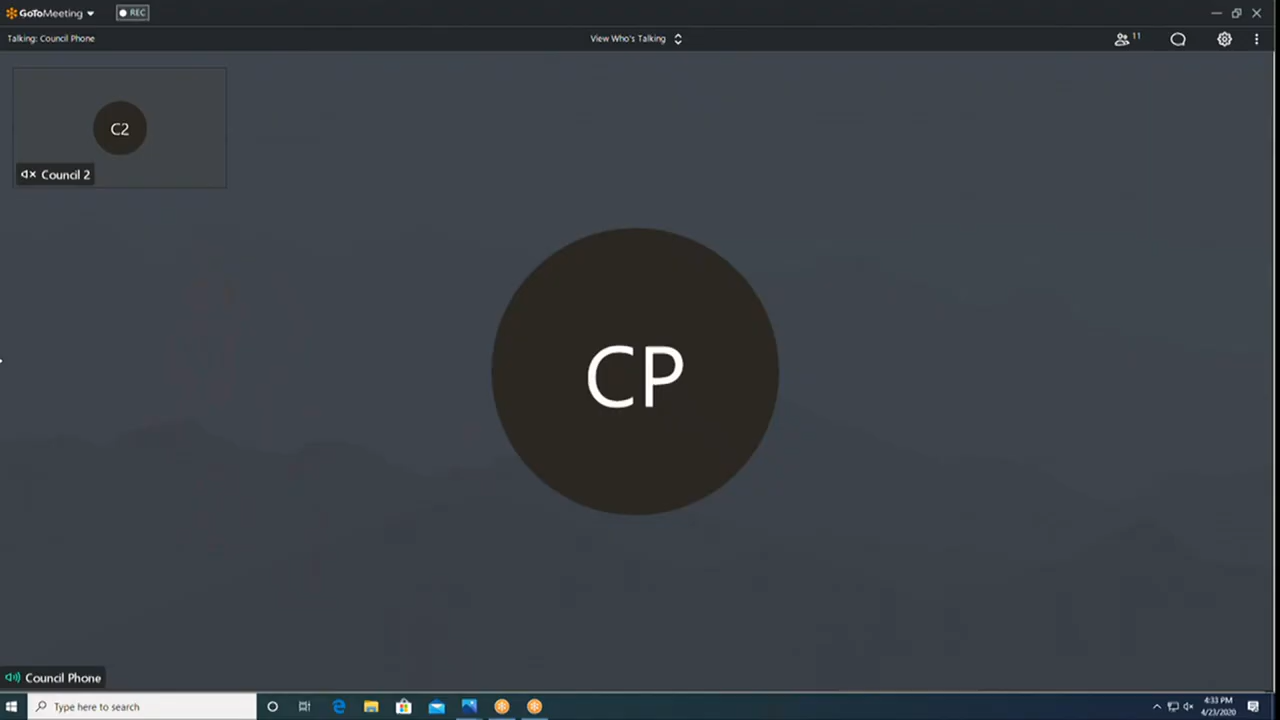 GoToMeeting
REC
Talking: Council Phone
View Who's Talking
11
C2
Council 2
CP
Council Phone
Type here to search
4:33 PM
4/23/2020